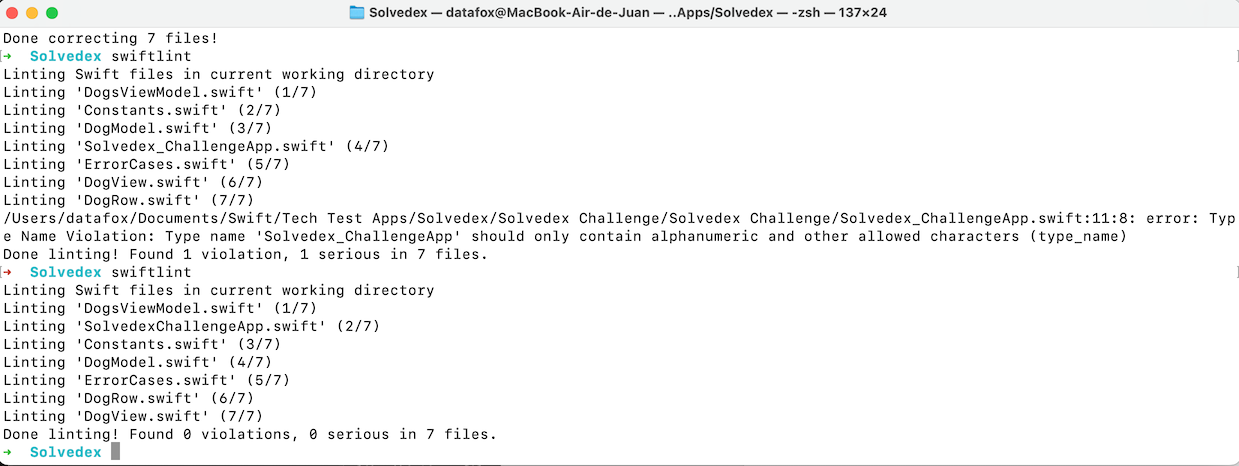 Solvedex — datafox@MacBook-Air-de-Juan — ..Apps/Solvedex — -zsh — 137×24
Done correcting 7 files!
➜  Solvedex swiftlint
Linting Swift files in current working directory
Linting 'DogsViewModel.swift' (1/7)
Linting 'Constants.swift' (2/7)
Linting 'DogModel.swift' (3/7)
Linting 'Solvedex_ChallengeApp.swift' (4/7)
Linting 'ErrorCases.swift' (5/7)
Linting 'DogView.swift' (6/7)
Linting 'DogRow.swift' (7/7)
/Users/datafox/Documents/Swift/Tech Test Apps/Solvedex/Solvedex Challenge/Solvedex Challenge/Solvedex_ChallengeApp.swift:11:8: error: Typ
e Name Violation: Type name 'Solvedex_ChallengeApp' should only contain alphanumeric and other allowed characters (type_name)
Done linting! Found 1 violation, 1 serious in 7 files.
➜  Solvedex swiftlint
Linting Swift files in current working directory
Linting 'DogsViewModel.swift' (1/7)
Linting 'SolvedexChallengeApp.swift' (2/7)
Linting 'Constants.swift' (3/7)
Linting 'DogModel.swift' (4/7)
Linting 'ErrorCases.swift' (5/7)
Linting 'DogRow.swift' (6/7)
Linting 'DogView.swift' (7/7)
Done linting! Found 0 violations, 0 serious in 7 files.
➜  Solvedex